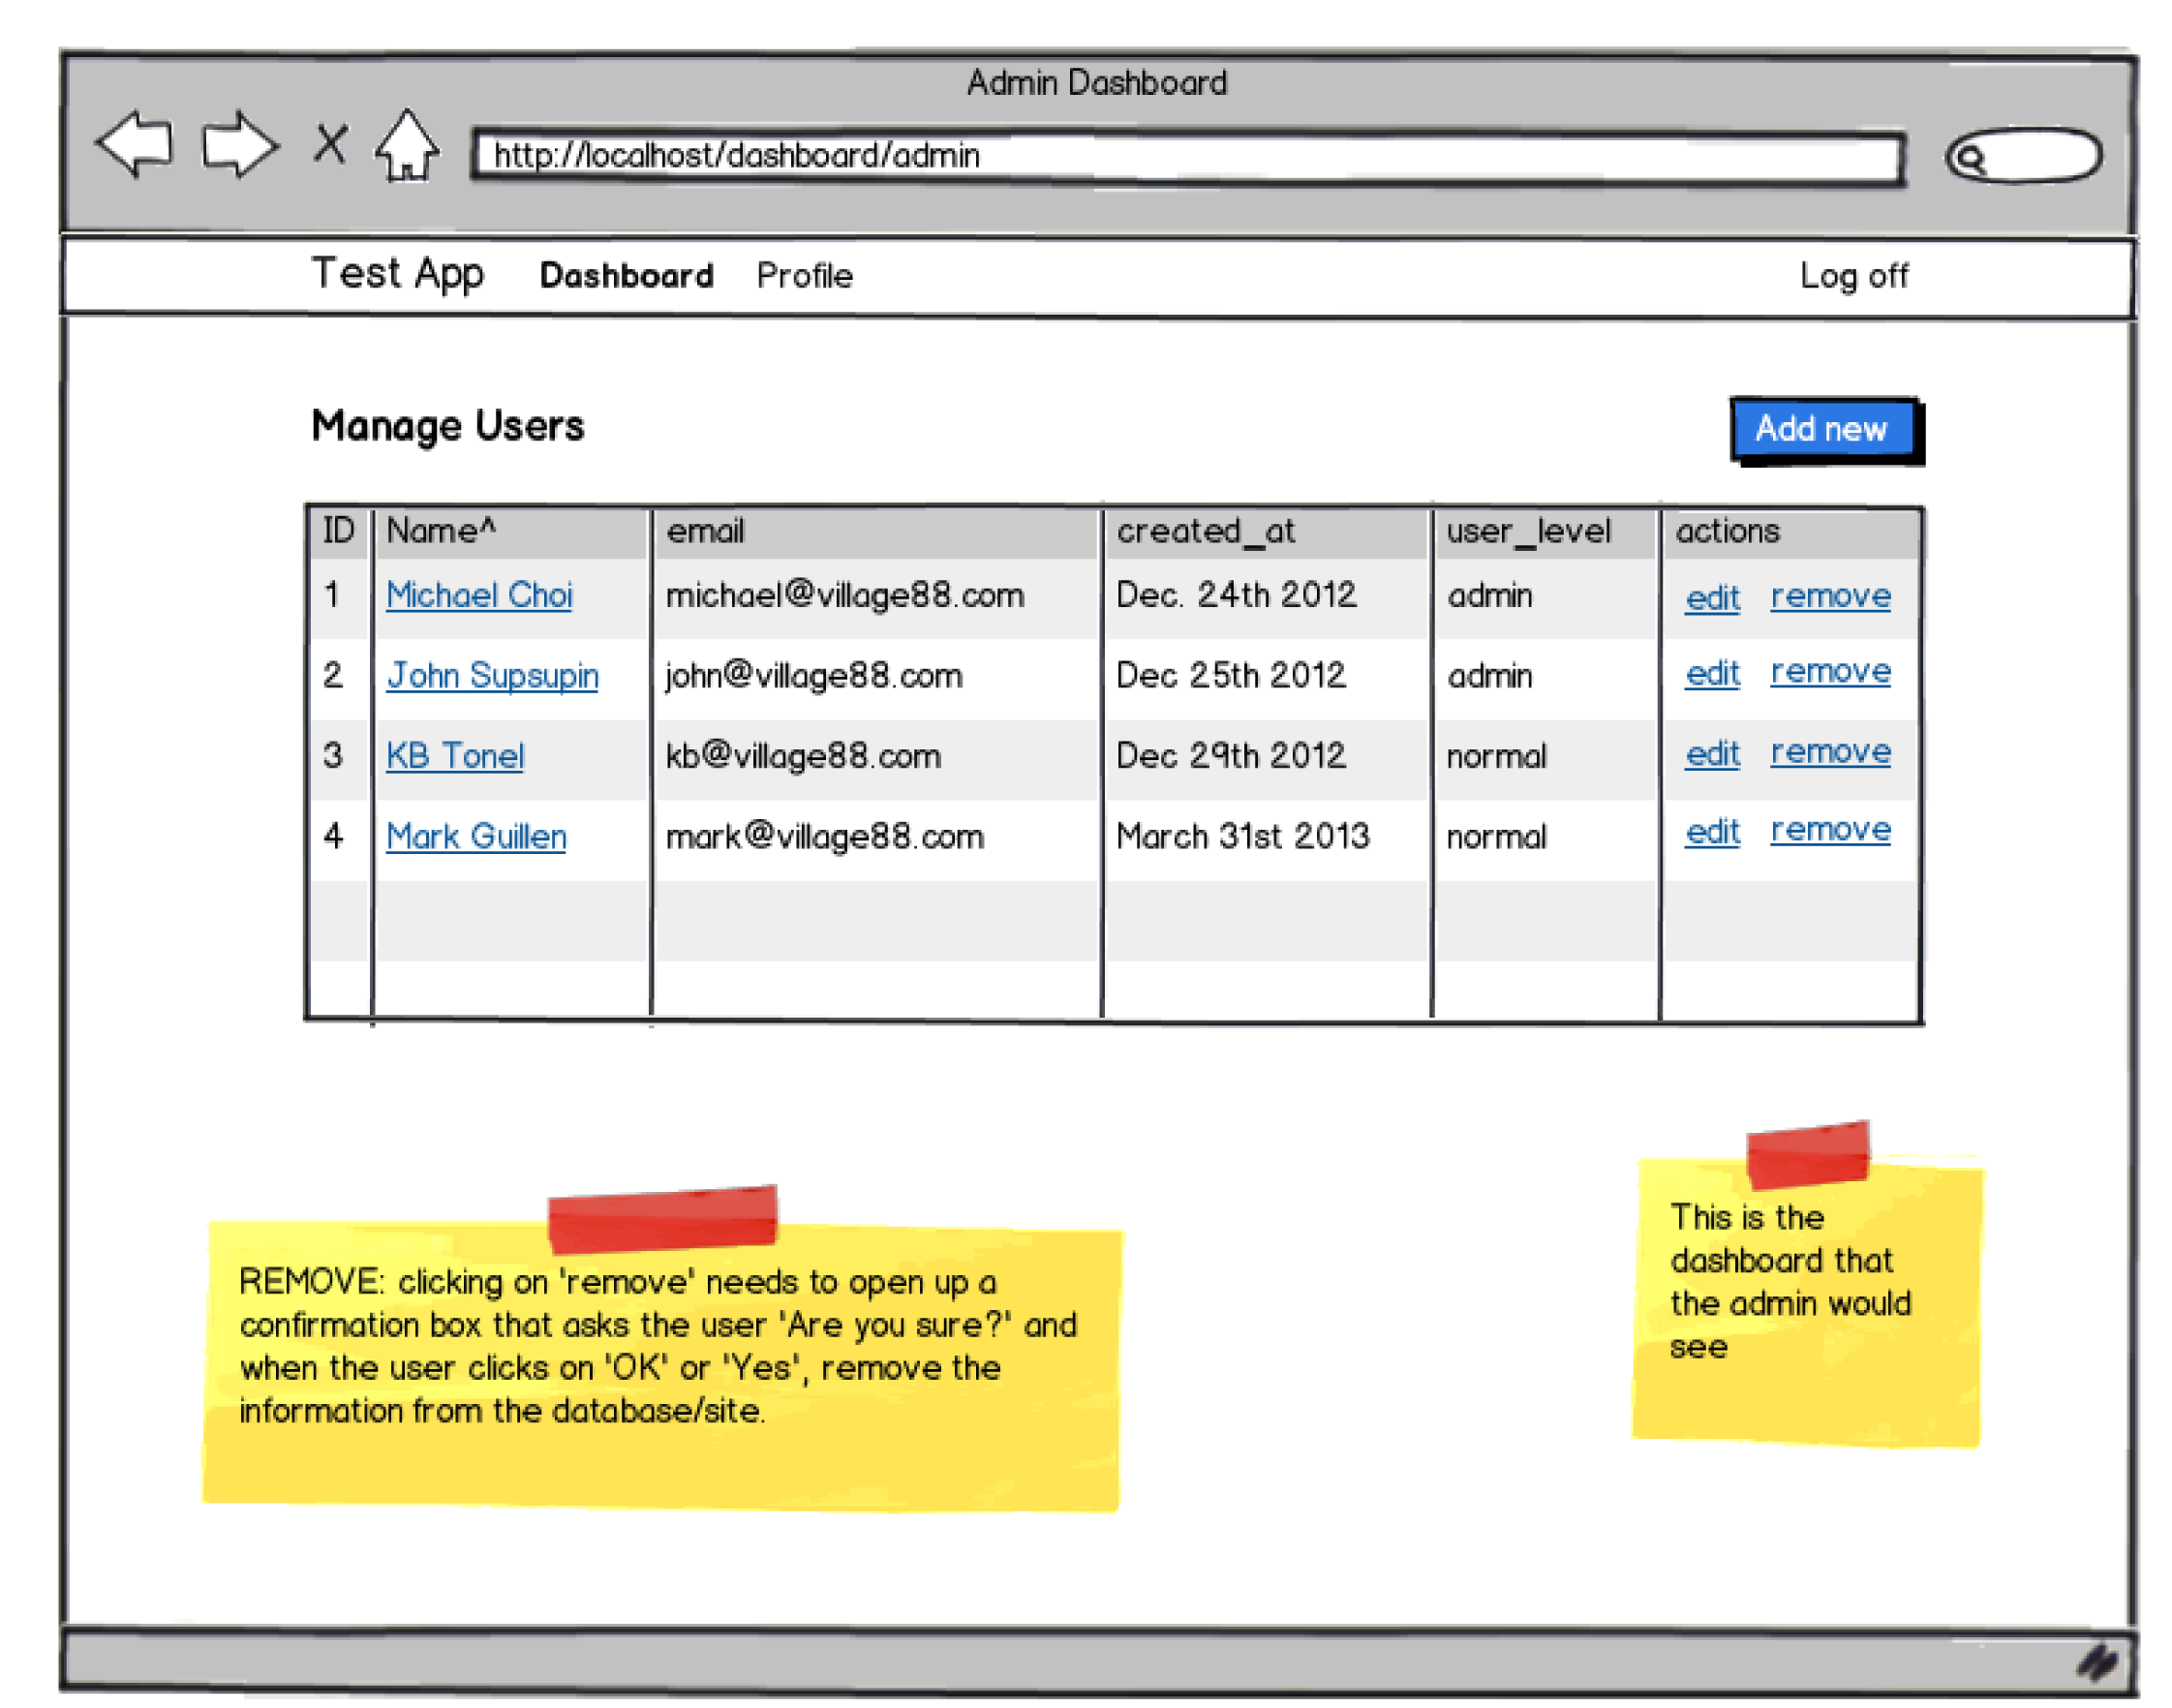 Admin Dashboard
http://localhost/dashboard/admin
Test App Dashboard Profile Log off
Manage Users Add new
ID Name^ email created_at user_level actions
1 Michael Choi michael@village88.com Dec. 24th 2012 admin edit remove
2 John Supsupin john@village88.com Dec 25th 2012 admin edit remove
3 KB Tonel kb@village88.com Dec 29th 2012 normal edit remove
4 Mark Guillen mark@village88.com March 31st 2013 normal edit remove
REMOVE: clicking on 'remove' needs to open up a
confirmation box that asks the user 'Are you sure?' and
when the user clicks on 'OK' or 'Yes', remove the
information from the database/site.
This is the
dashboard that
the admin would
see